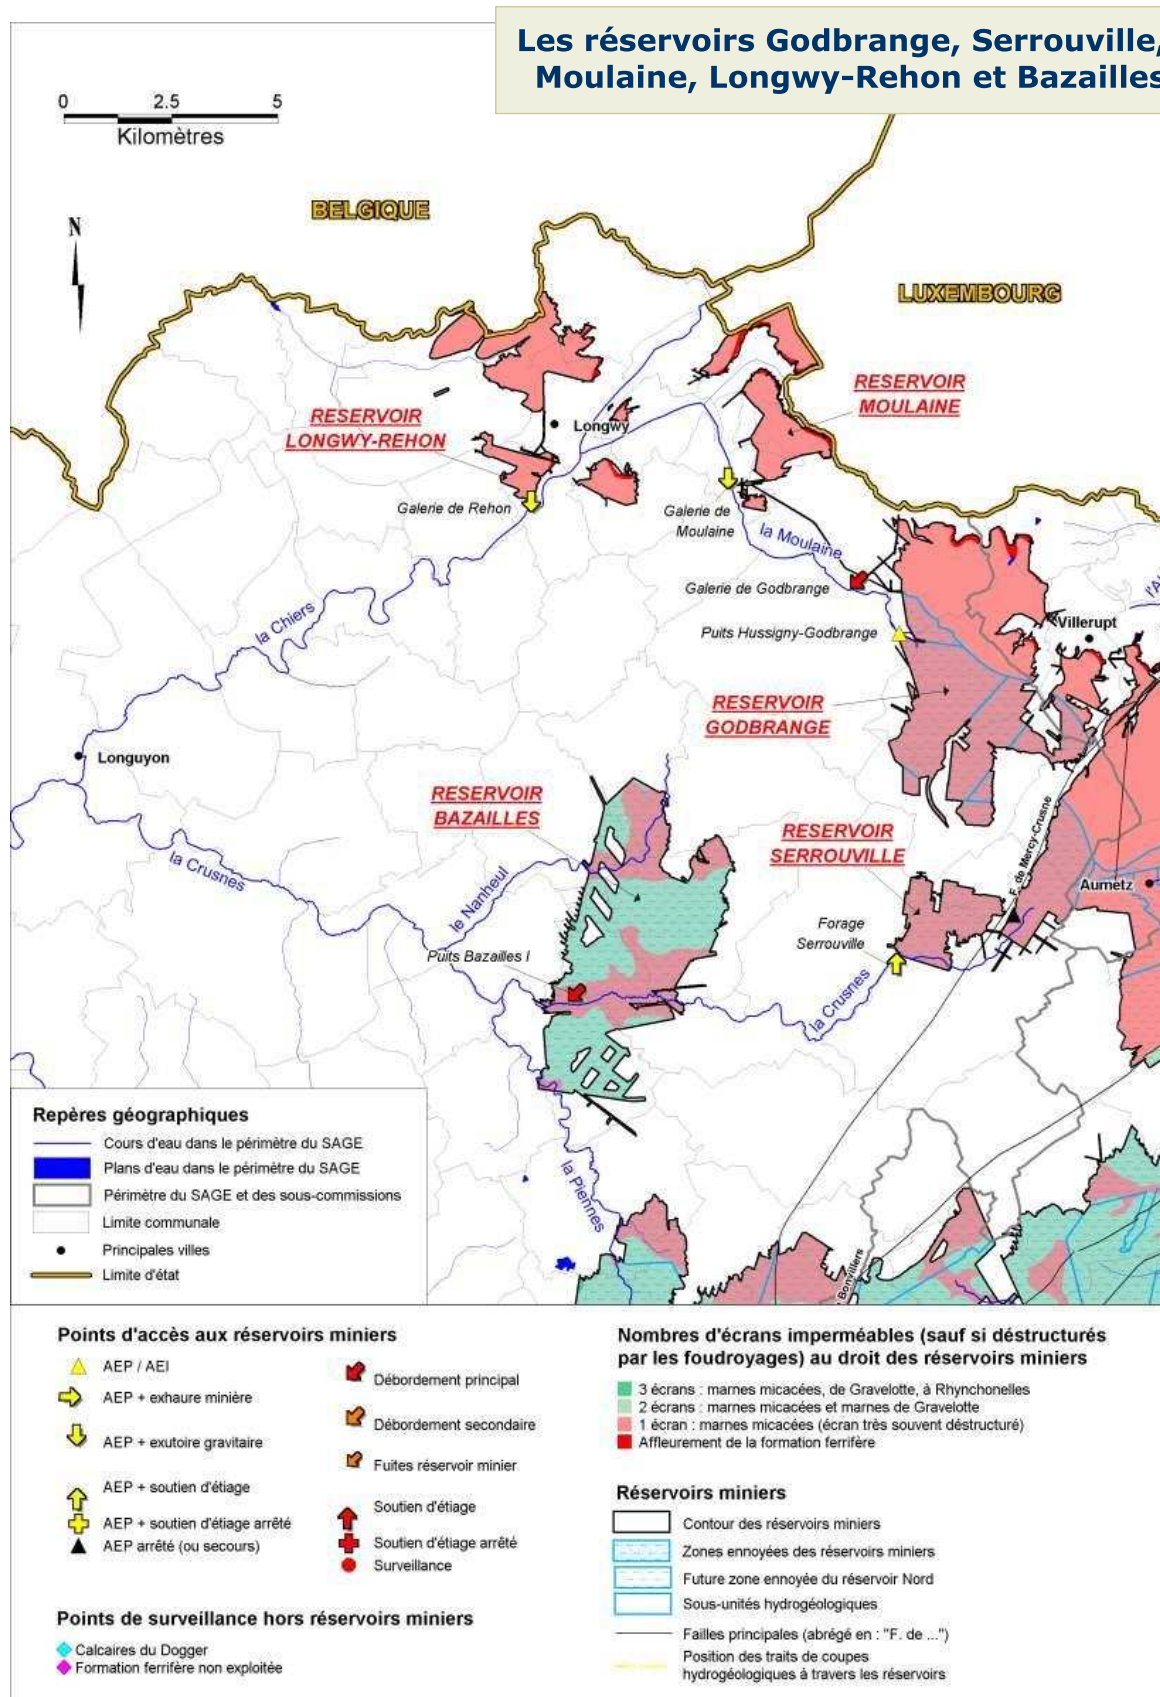 Les réservoirs Godbrange, Serrouville,
Moulaine, Longwy-Rehon et Bazailles
0 2.5 5
Kilomètres
N
BELGIQUE
LUXEMBOURG
RESERVOIR
MOULAINE
RESERVOIR
LONGWY-REHON
Longwy
Galerie de Rehon
Galerie de
Moulaine
la Moulaine
Galerie de Godbrange
la Chiers
Puits Hussigny-Godbrange
Villerupt
RESERVOIR
GODBRANGE
Longuyon
RESERVOIR
BAZAILLES
RESERVOIR
SERROUVILLE
F. de Mercy-Crusne
Aumetz
la Crusnes
le Nanheul
Forage
Serrouville
Puits Bazailles I
la Crusnes
la Piennes
Bonvillers
Repères géographiques
Cours d'eau dans le périmètre du SAGE
Plans d'eau dans le périmètre du SAGE
Périmètre du SAGE et des sous-commissions
Limite communale
Principales villes
Limite d'état
Points d'accès aux réservoirs miniers
AEP / AEI
AEP + exhaure minière
AEP + exutoire gravitaire
AEP + soutien d'étiage
AEP + soutien d'étiage arrêté
AEP arrêté (ou secours)
Débordement principal
Débordement secondaire
Fuites réservoir minier
Soutien d'étiage
Soutien d'étiage arrêté
Surveillance
Points de surveillance hors réservoirs miniers
Calcaires du Dogger
Formation ferrifère non exploitée
Nombres d'écrans imperméables (sauf si déstructurés
par les foudroyages) au droit des réservoirs miniers
3 écrans : marnes micacées, de Gravelotte, à Rhynchonelles
2 écrans : marnes micacées et marnes de Gravelotte
1 écran : marnes micacées (écran très souvent déstructuré)
Affleurement de la formation ferrifère
Réservoirs miniers
Contour des réservoirs miniers
Zones ennoyées des réservoirs miniers
Future zone ennoyée du réservoir Nord
Sous-unités hydrogéologiques
Failles principales (abrégé en : "F. de ...")
Position des traits de coupes
hydrogéologiques à travers les réservoirs